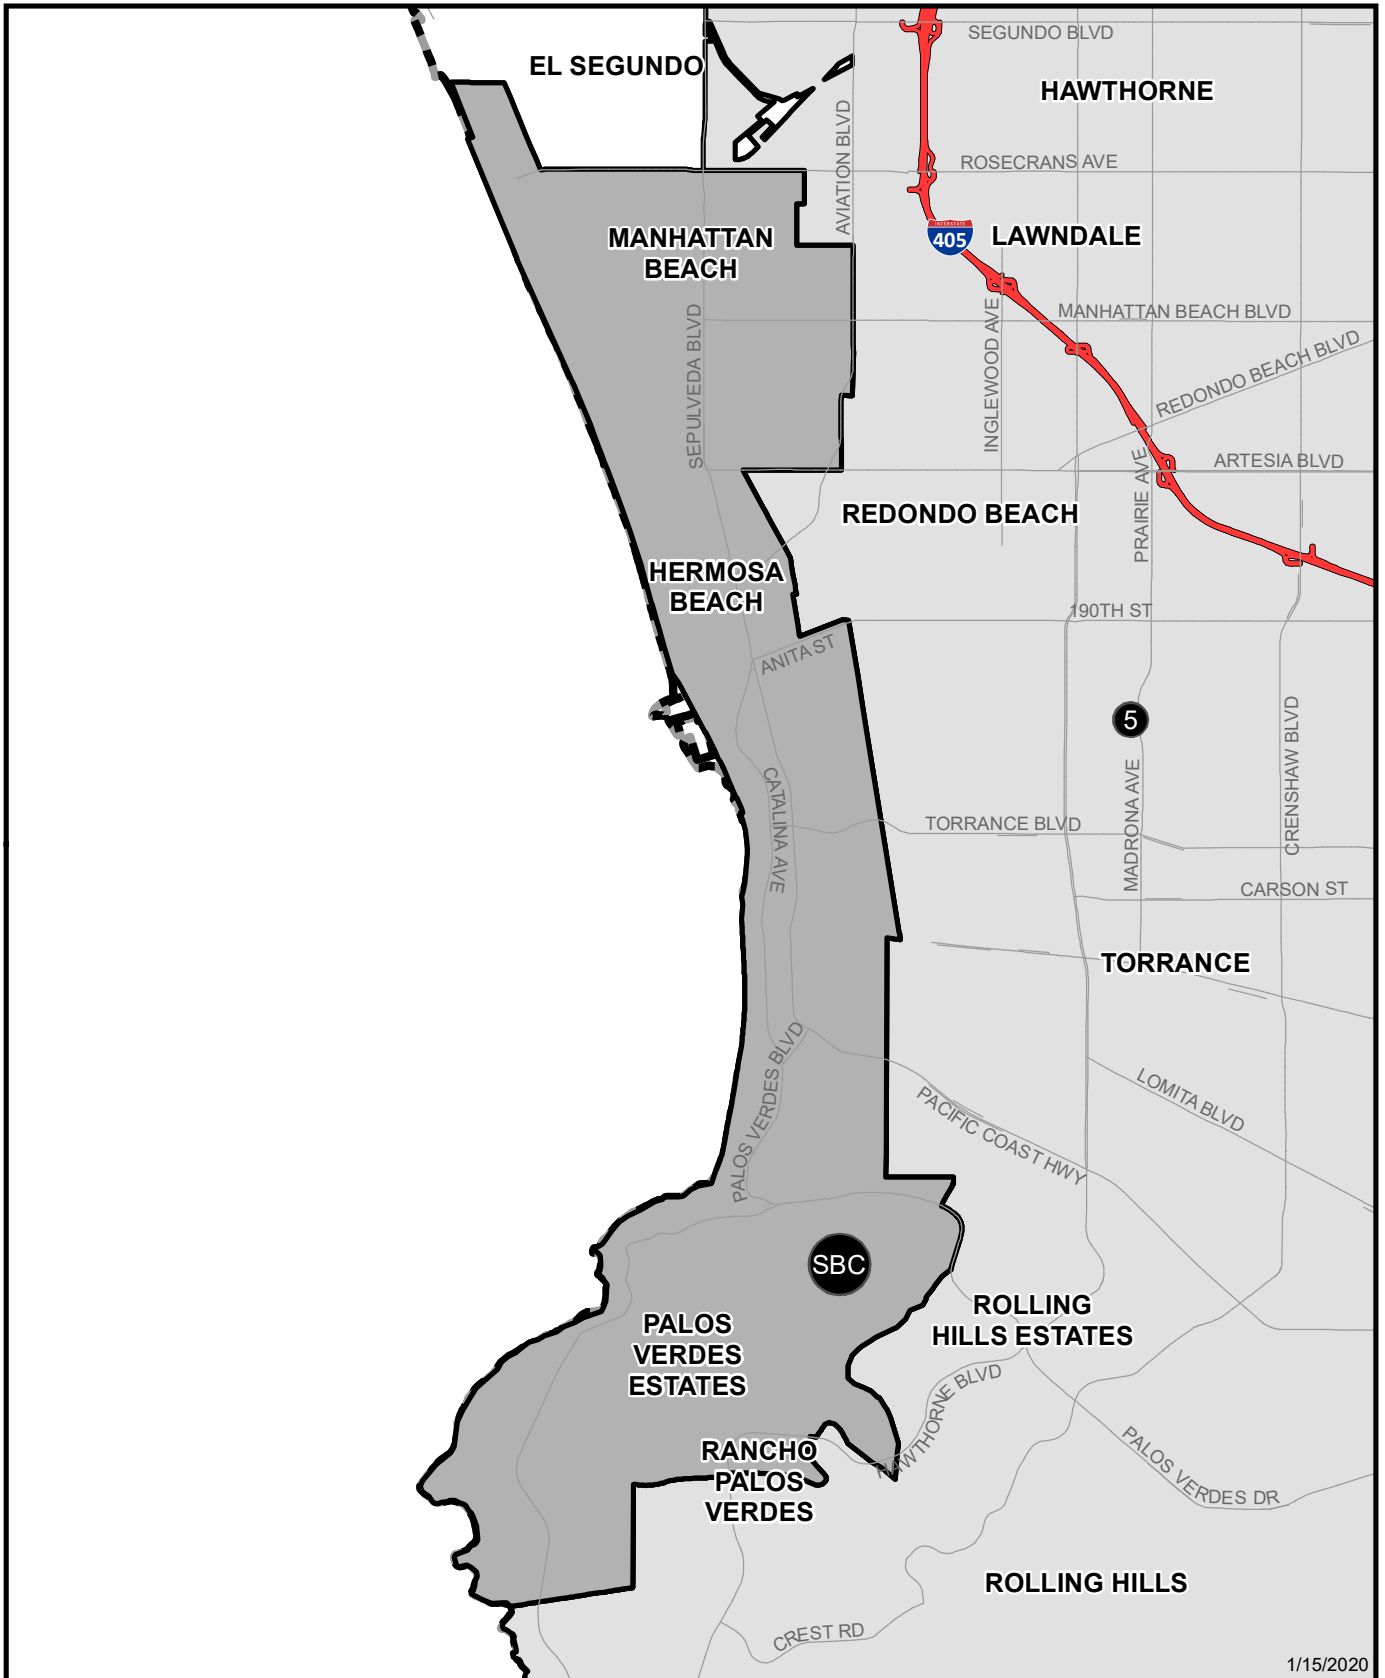 SEGUNDO BLVD
EL SEGUNDO
HAWTHORNE
AVIATION BLVD
ROSECRANS AVE
INTERSTATE
405
LAWNDALE
MANHATTAN
BEACH
SEPULVEDA BLVD
INGLEWOOD AVE
MANHATTAN BEACH BLVD
REDONDO BEACH BLVD
PRAIRIE AVE
ARTESIA BLVD
REDONDO BEACH
HERMOSA
BEACH
190TH ST
ANITA ST
5
CATALINA AVE
TORRANCE BLVD
MADRONA AVE
CRENSHAW BLVD
CARSON ST
TORRANCE
PALOS VERDES BLVD
PACIFIC COAST HWY
LOMITA BLVD
SBC
ROLLING
HILLS ESTATES
PALOS
VERDES
ESTATES
HAWTHORNE BLVD
RANCHO
PALOS
VERDES
PALOS VERDES DR
ROLLING HILLS
CREST RD
1/15/2020